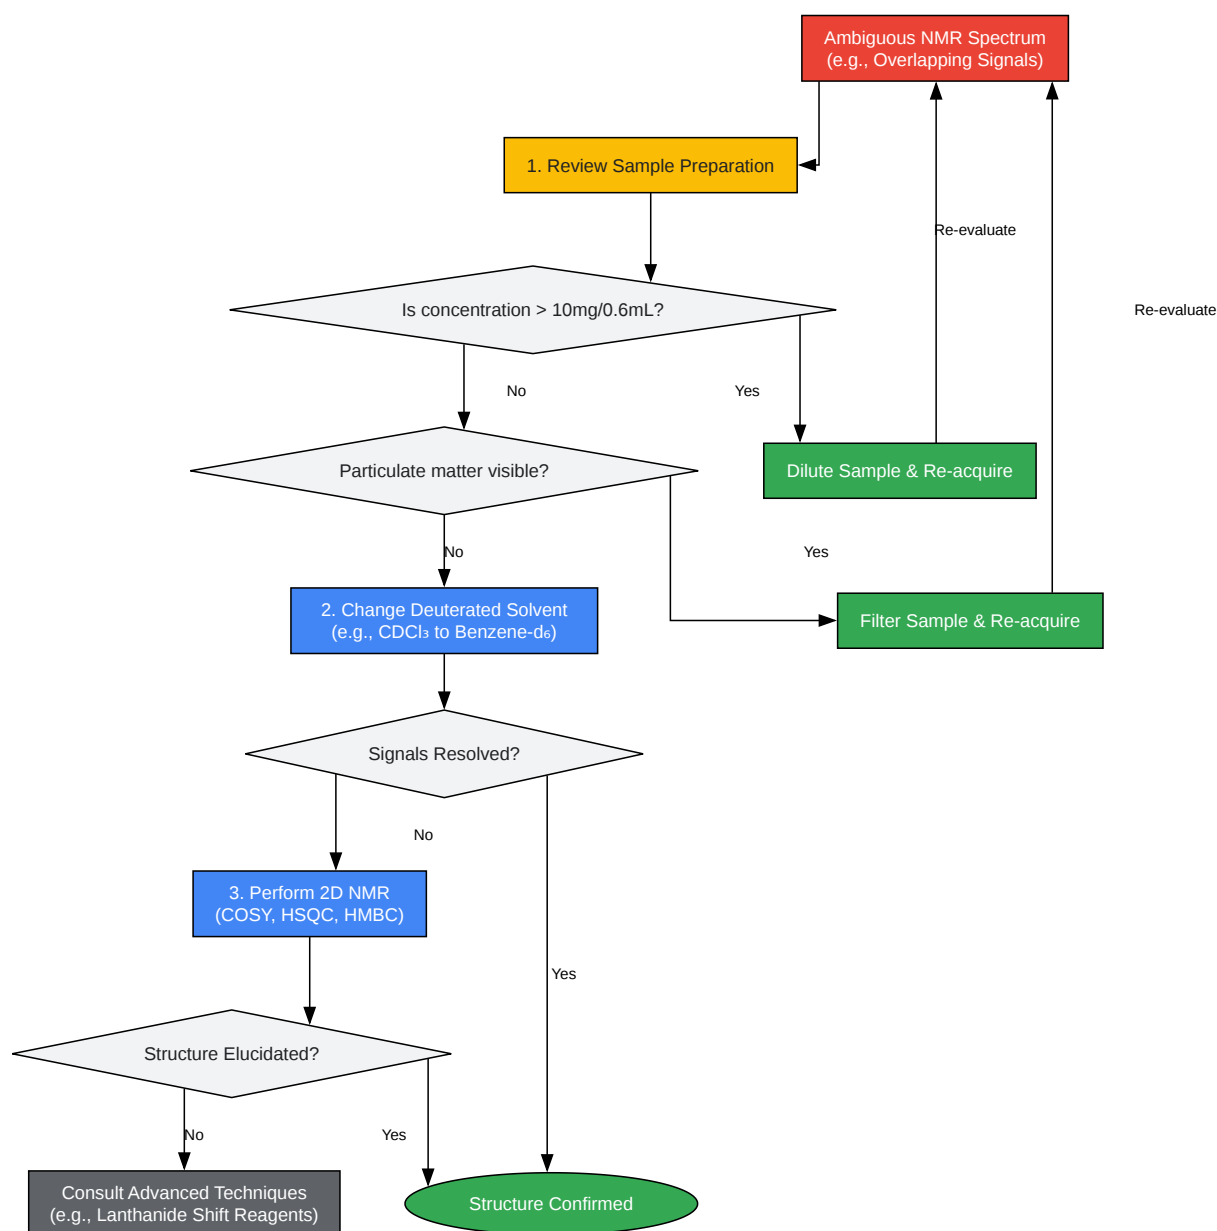 Ambiguous NMR Spectrum
(e.g., Overlapping Signals)
1. Review Sample Preparation
Re-evaluate
Is concentration > 10mg/0.6mL?
Re-evaluate
No
Yes
Particulate matter visible?
Dilute Sample & Re-acquire
No
Yes
2. Change Deuterated Solvent
(e.g., CDCl₃ to Benzene-d₆)
Filter Sample & Re-acquire
Signals Resolved?
No
3. Perform 2D NMR
(COSY, HSQC, HMBC)
Yes
Structure Elucidated?
No
Yes
Consult Advanced Techniques
(e.g., Lanthanide Shift Reagents)
Structure Confirmed